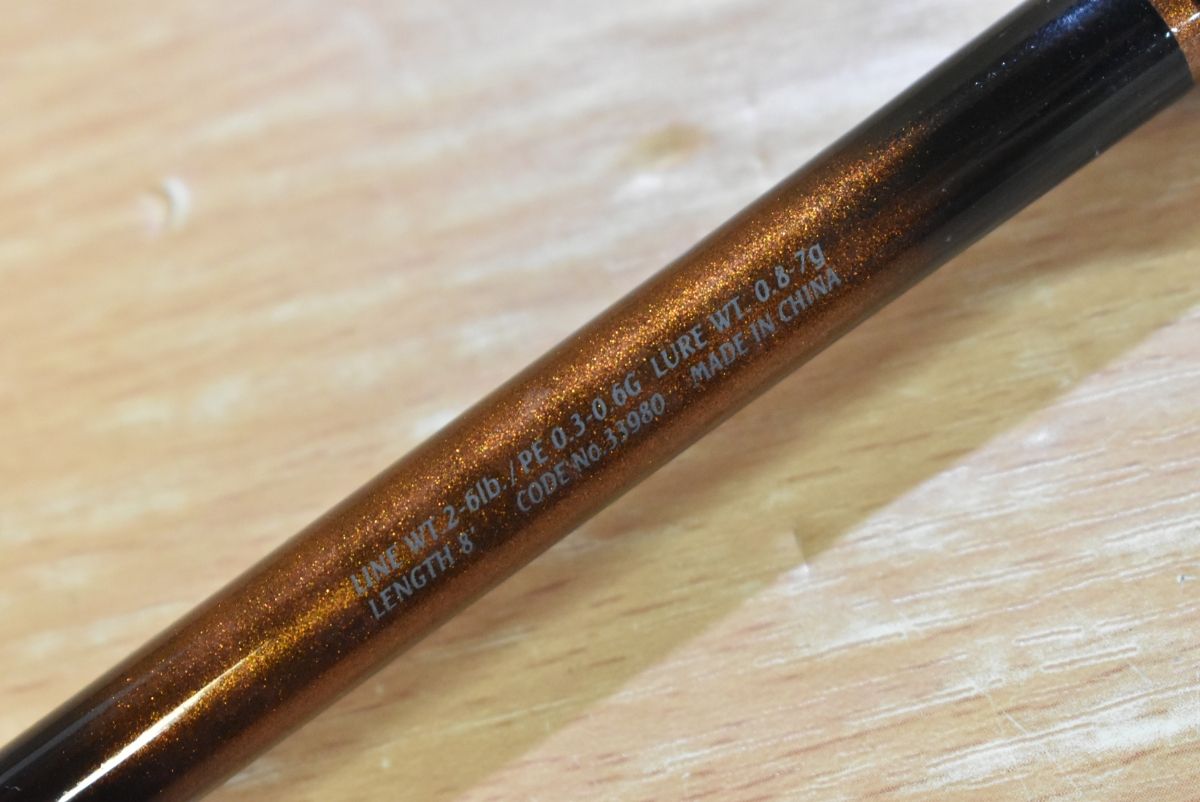 LINE WT. 2-6lb. / PE 0.3-0.6G LURE WT. 0.8-7g
LENGTH 8' CODE No.33980 MADE IN CHINA